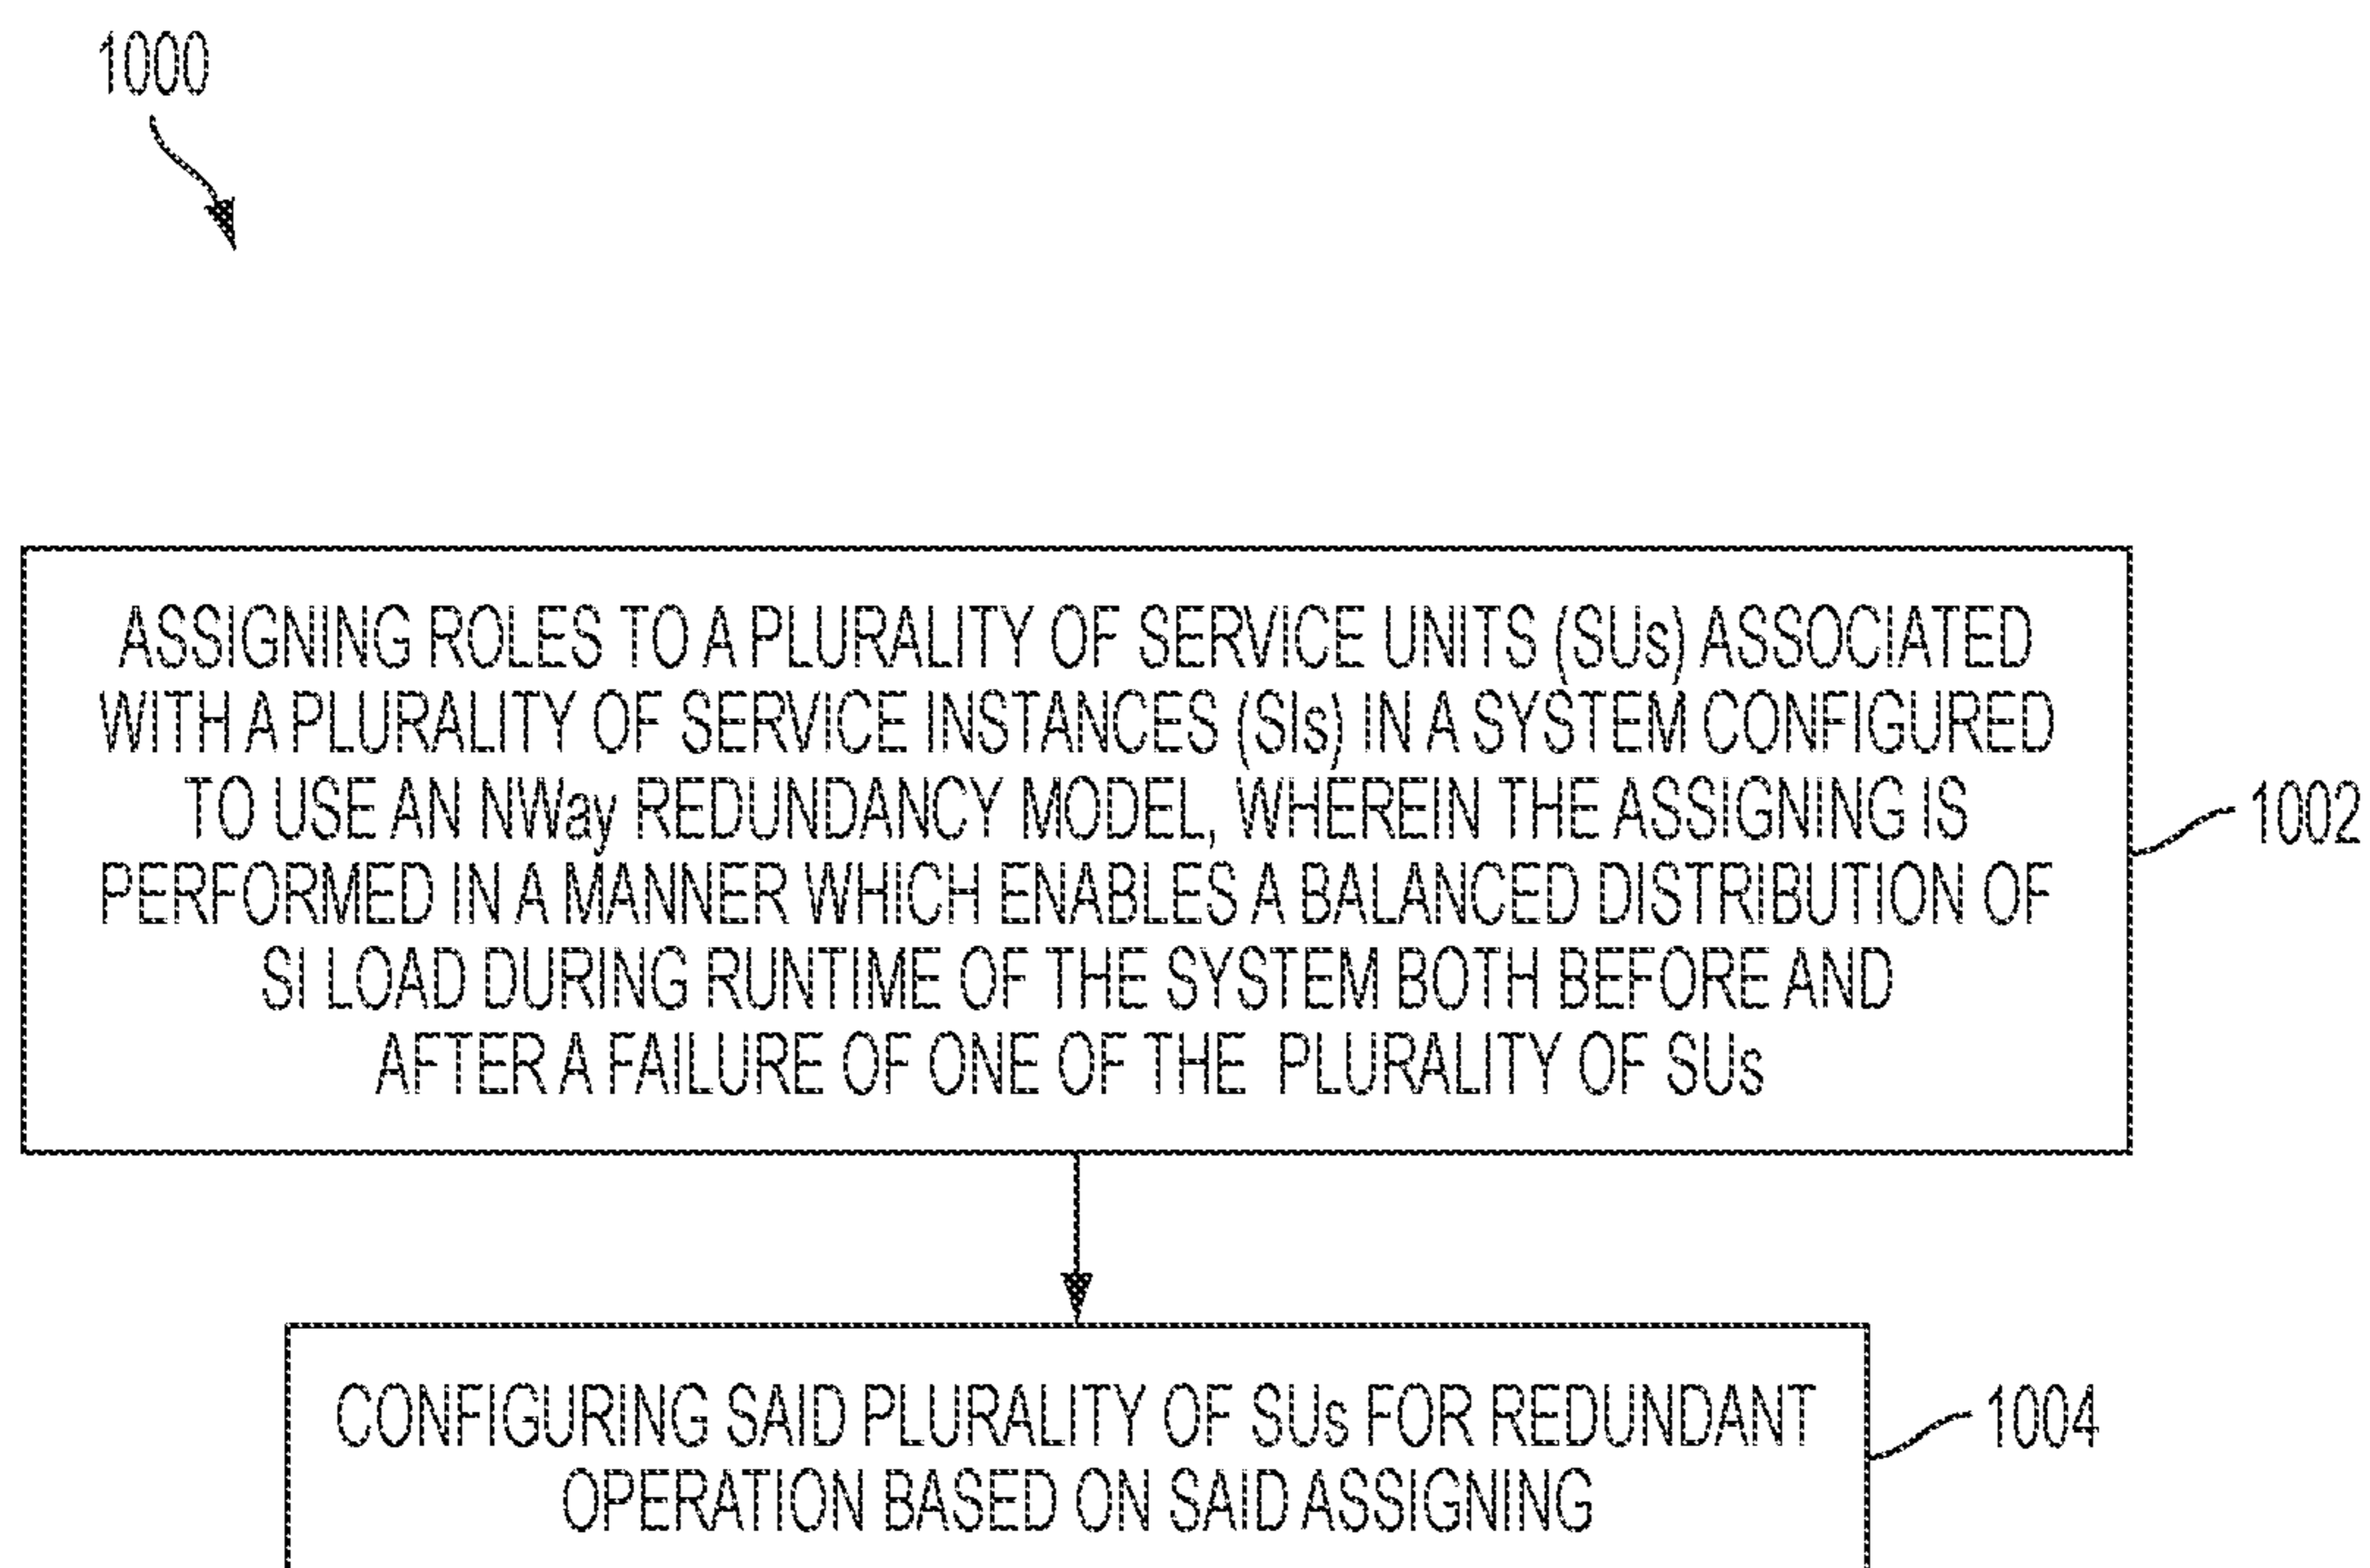 1000
ASSIGNING ROLES TO A PLURALITY OF SERVICE UNITS (SUs) ASSOCIATED
WITH A PLURALITY OF SERVICE INSTANCES (SIs) IN A SYSTEM CONFIGURED
TO USE AN NWay REDUNDANCY MODEL, WHEREIN THE ASSIGNING IS
PERFORMED IN A MANNER WHICH ENABLES A BALANCED DISTRIBUTION OF
SI LOAD DURING RUNTIME OF THE SYSTEM BOTH BEFORE AND
AFTER A FAILURE OF ONE OF THE PLURALITY OF SUs
1002
CONFIGURING SAID PLURALITY OF SUs FOR REDUNDANT
OPERATION BASED ON SAID ASSIGNING
1004